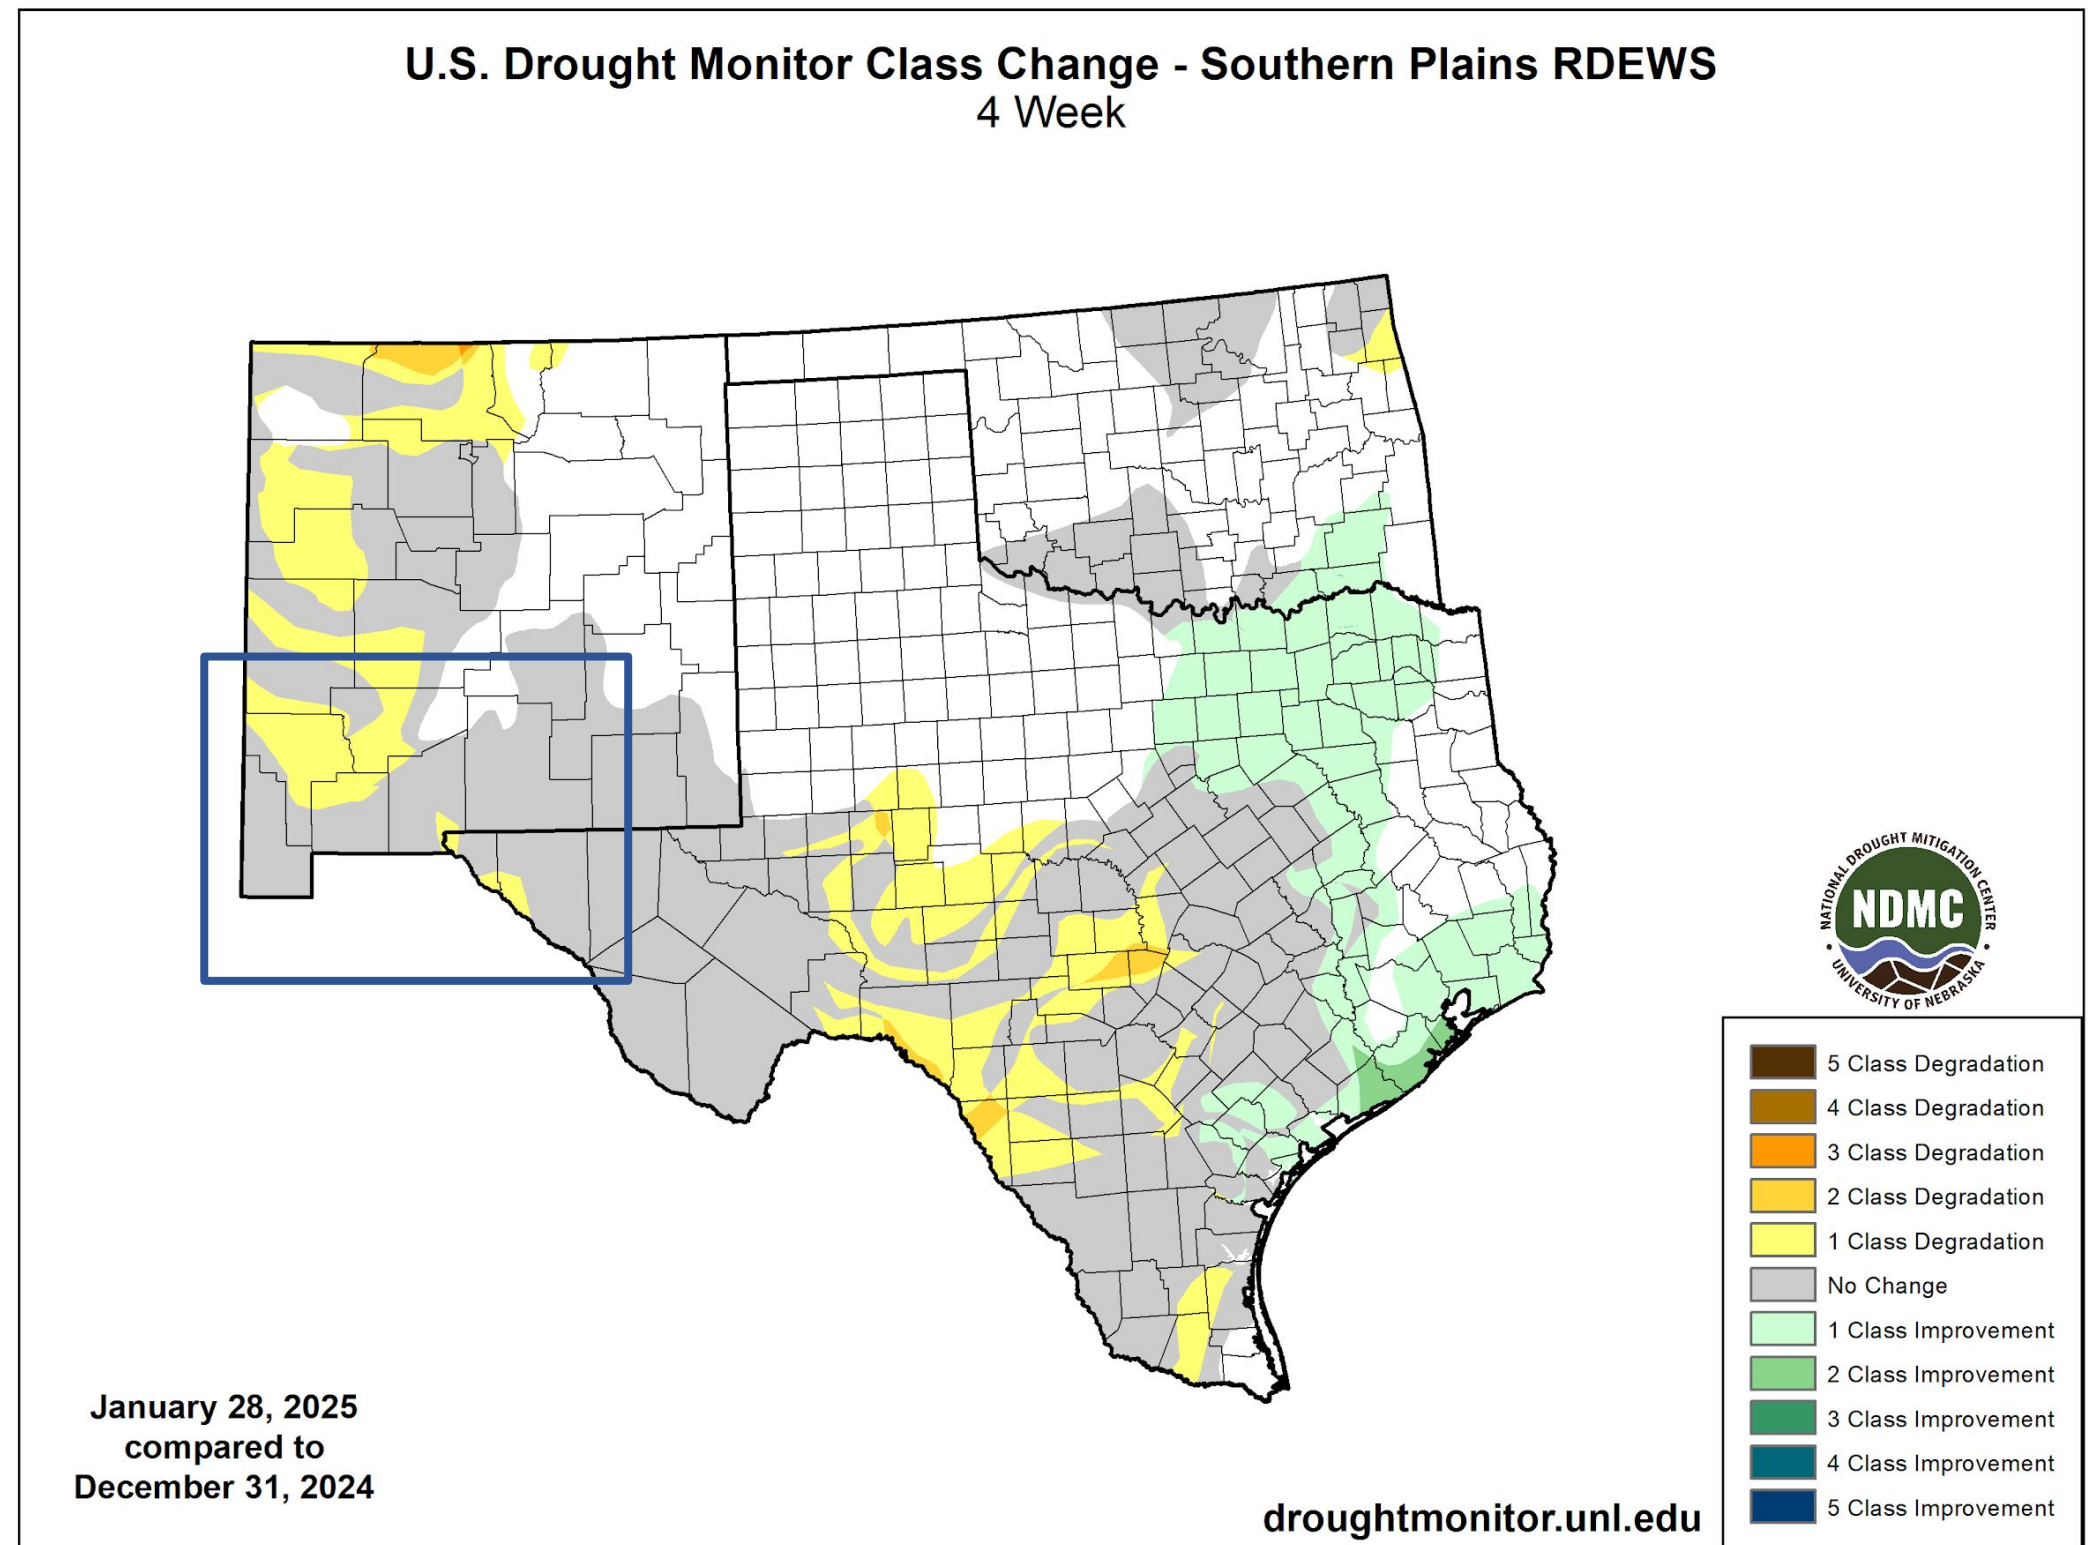 U.S. Drought Monitor Class Change - Southern Plains RDEWS
4 Week
NATIONAL DROUGHT MITIGATION CENTER
NDMC
UNIVERSITY OF NEBRASKA
5 Class Degradation
4 Class Degradation
3 Class Degradation
2 Class Degradation
1 Class Degradation
No Change
1 Class Improvement
2 Class Improvement
3 Class Improvement
4 Class Improvement
5 Class Improvement
January 28, 2025
compared to
December 31, 2024
droughtmonitor.unl.edu